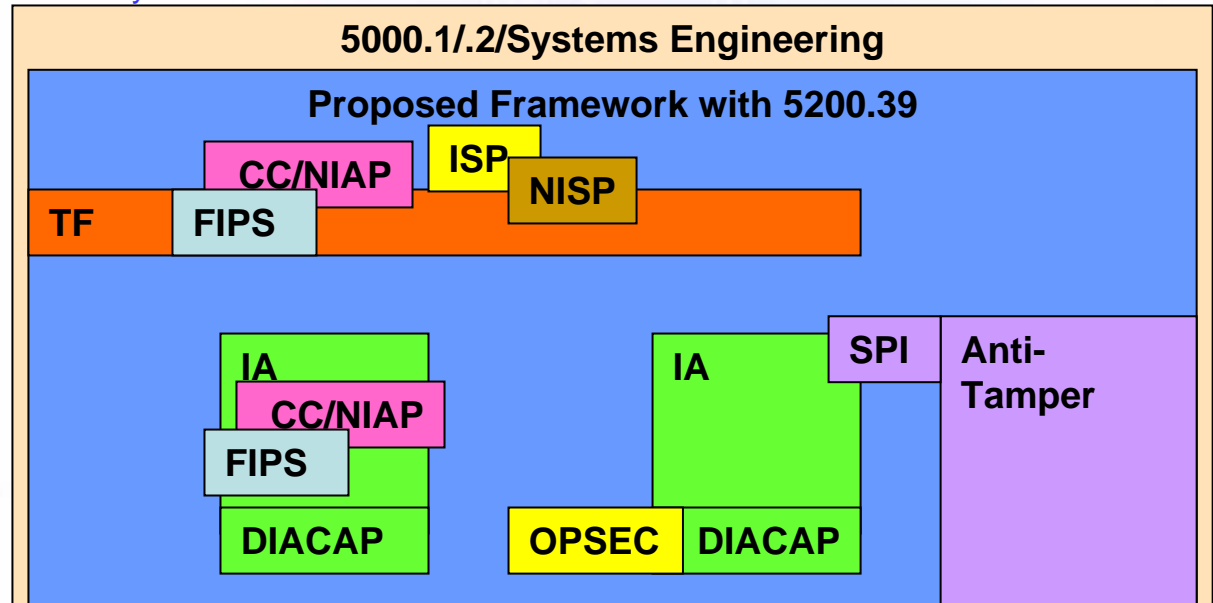 5000.1/.2/Systems Engineering
Proposed Framework with 5200.39
CC/NIAP
ISP
NISP
TF
FIPS
IA
CC/NIAP
FIPS
DIACAP
IA
SPI
Anti-
Tamper
OPSEC
DIACAP